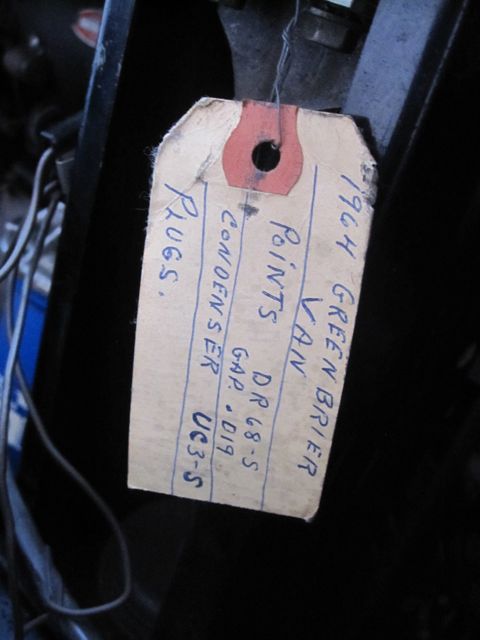 1964 GREENBRIER
VAN
POINTS DR68-S
GAP .019
CONDENSER UC3-S
PLUGS.